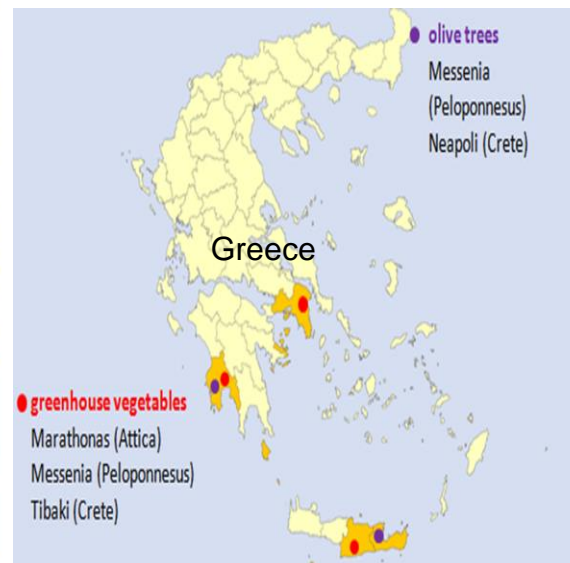 olive trees
Messenia
(Peloponnesus)
Neapoli (Crete)
Greece
greenhouse vegetables
Marathonas (Attica)
Messenia (Peloponnesus)
Tibaki (Crete)